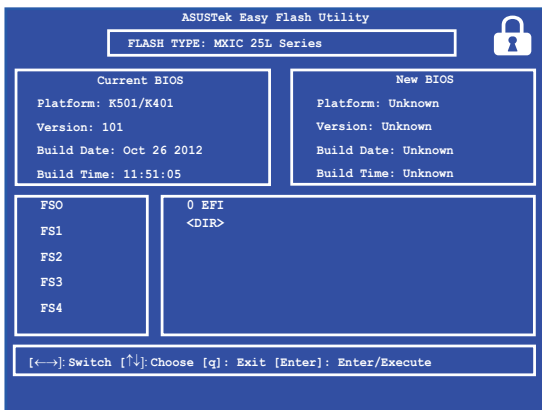 ASUSTek Easy Flash Utility
FLASH TYPE: MXIC 25L Series
Current BIOS
Platform: K501/K401
Version: 101
Build Date: Oct 26 2012
Build Time: 11:51:05
New BIOS
Platform: Unknown
Version: Unknown
Build Date: Unknown
Build Time: Unknown
FSO
FS1
FS2
FS3
FS4
0 EFI
<DIR>
[←→]: Switch [↑↓]: Choose [q]: Exit [Enter]: Enter/Execute